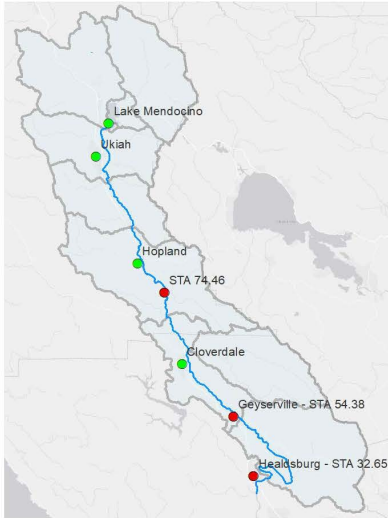 Lake Mendocino
Ukiah
Hopland
STA 74.46
Cloverdale
Geyserville - STA 54.38
Healdsburg - STA 32.65